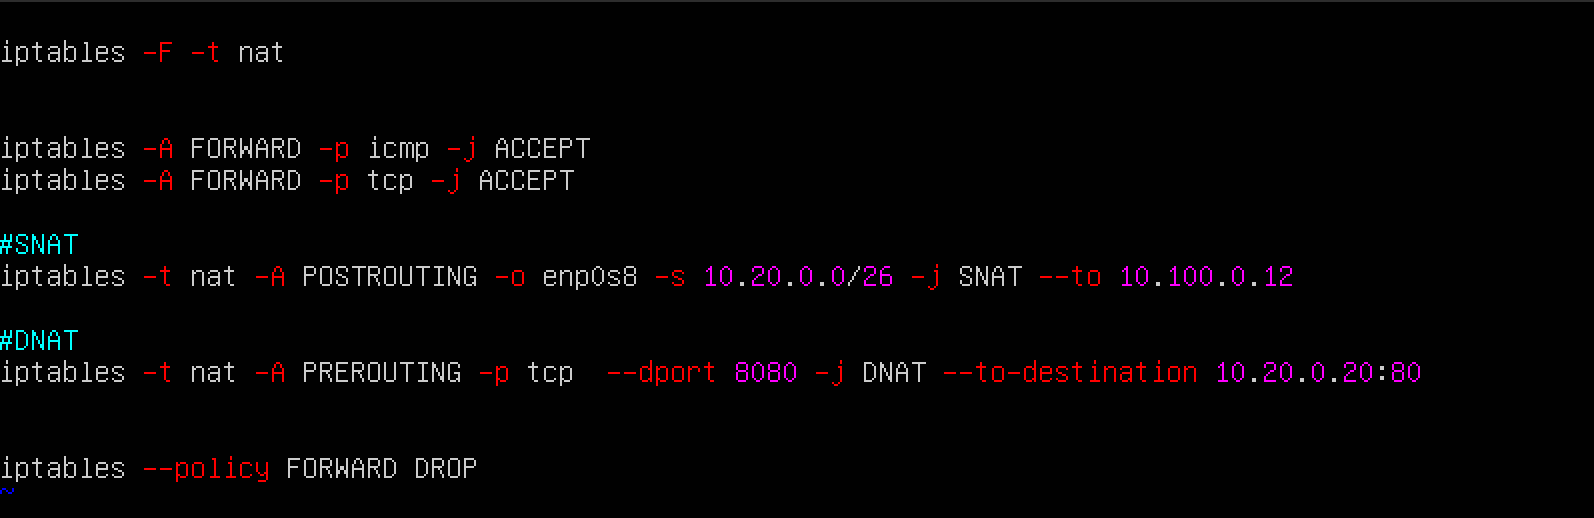 iptables -F -t nat
iptables -A FORWARD -p icmp -j ACCEPT
iptables -A FORWARD -p tcp -j ACCEPT
#SNAT
iptables -t nat -A POSTROUTING -o enp0s8 -s 10.20.0.0/26 -j SNAT --to 10.100.0.12
#DNAT
iptables -t nat -A PREROUTING -p tcp  --dport 8080 -j DNAT --to-destination 10.20.0.20:80
iptables --policy FORWARD DROP
~